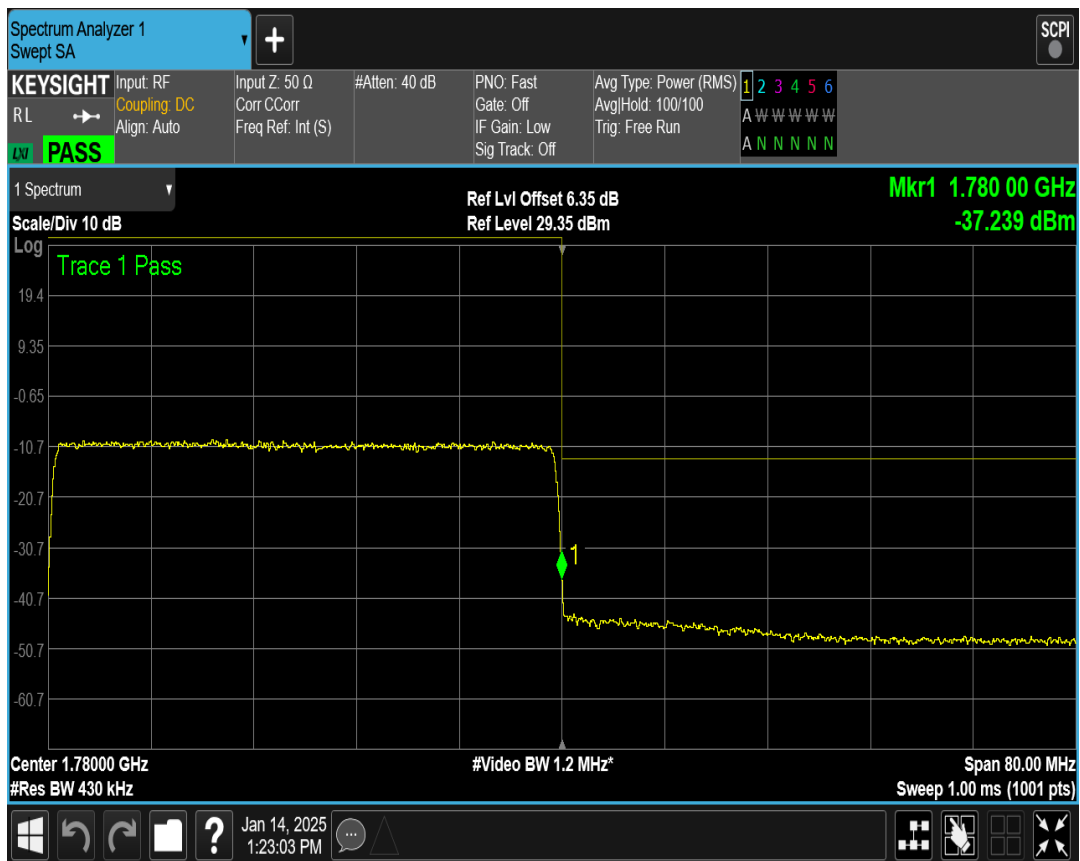 Spectrum Analyzer 1
Swept SA
+
SCPI
KEYSIGHT
RL
LXI
PASS
Input: RF
Coupling: DC
Align: Auto
Input Z: 50 Ω
Corr CCorr
Freq Ref: Int (S)
#Atten: 40 dB
PNO: Fast
Gate: Off
IF Gain: Low
Sig Track: Off
Avg Type: Power (RMS)
Avg|Hold: 100/100
Trig: Free Run
1 2 3 4 5 6
A W W W W W
A N N N N N
1 Spectrum
Scale/Div 10 dB
Ref Lvl Offset 6.35 dB
Ref Level 29.35 dBm
Mkr1 1.780 00 GHz
-37.239 dBm
Log
Trace 1 Pass
19.4
9.35
-0.65
-10.7
-20.7
-30.7
1
-40.7
-50.7
-60.7
Center 1.78000 GHz
#Video BW 1.2 MHz*
Span 80.00 MHz
#Res BW 430 kHz
Sweep 1.00 ms (1001 pts)
?
Jan 14, 2025
1:23:03 PM